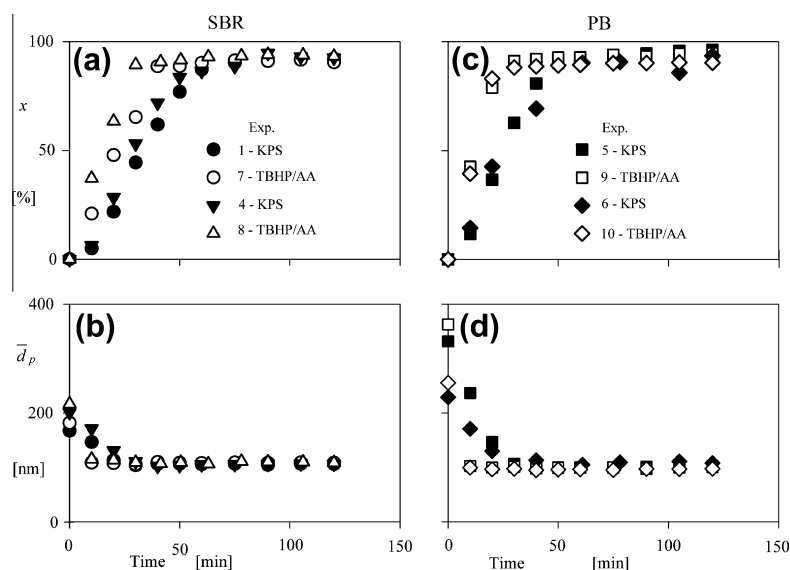 SBR PB
100
(a) (c)
x
Exp. Exp.
1 - KPS 5 - KPS
50
7 - TBHP/AA 9 - TBHP/AA
[%]
4 - KPS 6 - KPS
8 - TBHP/AA 10 - TBHP/AA
0
400
(b) (d)
d̅ p
200
[nm]
0
0 50 100 150 0 50 100 150
Time [min] Time [min]